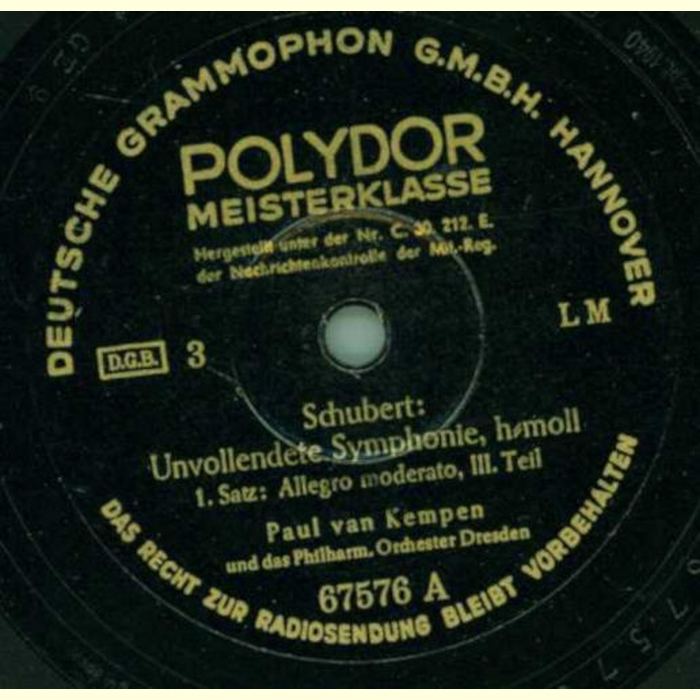 DEUTSCHE GRAMMOPHON G.M.B.H. HANNOVER
POLYDOR
MEISTERKLASSE
Hergestellt unter der Nr. C. 30. 212. E.
der Nachrichtenkontrolle der Mil.-Reg.
D.G.B. 3
L M
Schubert:
Unvollendete Symphonie, h-moll
1. Satz: Allegro moderato, III. Teil
Paul van Kempen
und das Philharm. Orchester Dresden
67576 A
DAS RECHT ZUR RADIOSENDUNG BLEIBT VORBEHALTEN